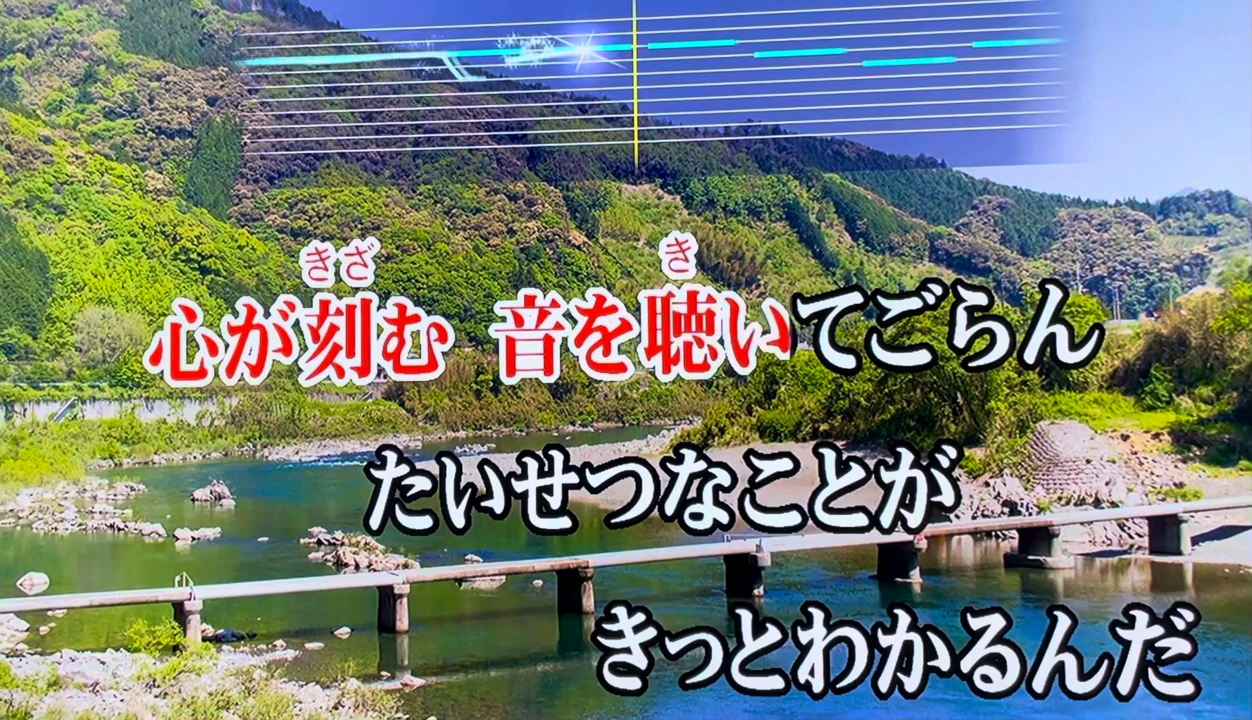 きざ き
心が刻む 音を聴いてごらん
たいせつなことが
きっとわかるんだ